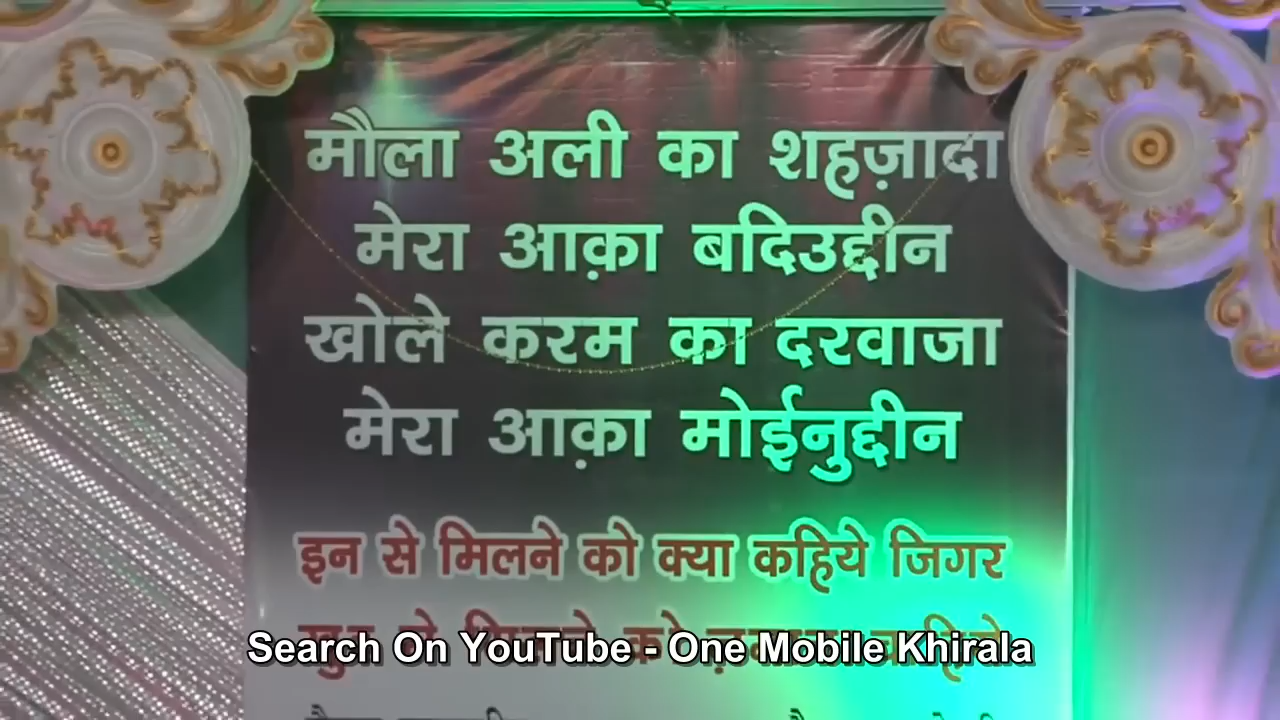 मौला अली का शहज़ादा
मेरा आक़ा बदिउद्दीन
खोले करम का दरवाजा
मेरा आक़ा मोईनुद्दीन
इन से मिलने को क्या कहिये जिगर
Search On YouTube - One Mobile Khirala